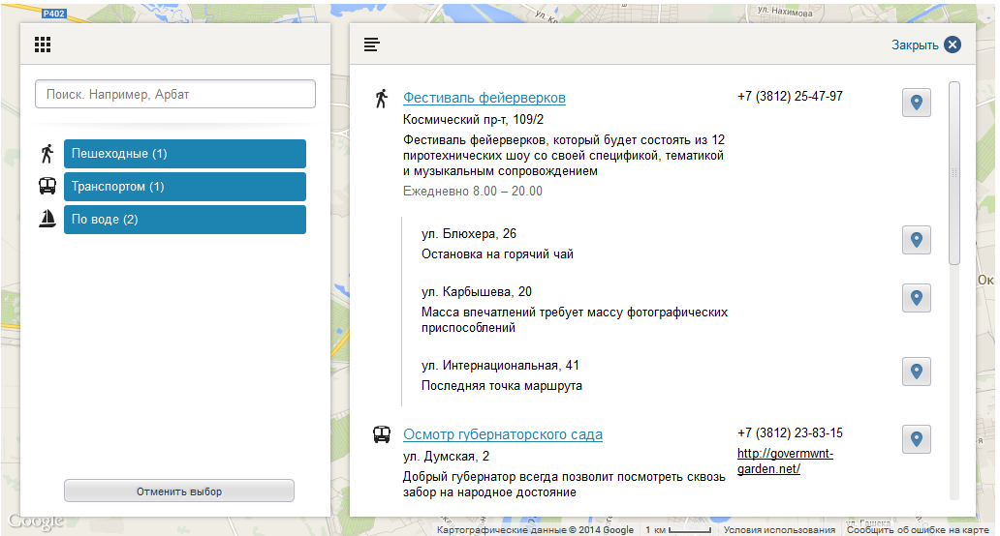 P402
ул. Нахимова
Поиск. Например, Арбат
Пешеходные (1)
Транспортом (1)
По воде (2)
Отменить выбор
Закрыть
Фестиваль фейерверков
+7 (3812) 25-47-97
Космический пр-т, 109/2
Фестиваль фейерверков, который будет состоять из 12
пиротехнических шоу со своей спецификой, тематикой
и музыкальным сопровождением
Ежедневно 8.00 – 20.00
ул. Блюхера, 26
Остановка на горячий чай
ул. Карбышева, 20
Масса впечатлений требует массу фотографических
приспособлений
ул. Интернациональная, 41
Последняя точка маршрута
Осмотр губернаторского сада
+7 (3812) 23-83-15
ул. Думская, 2
http://govermwnt-
garden.net/
Добрый губернатор всегда позволит посмотреть сквозь
забор на народное достояние
Ок
Google
Картографические данные © 2014 Google
1 км
Условия использования
Сообщить об ошибке на карте